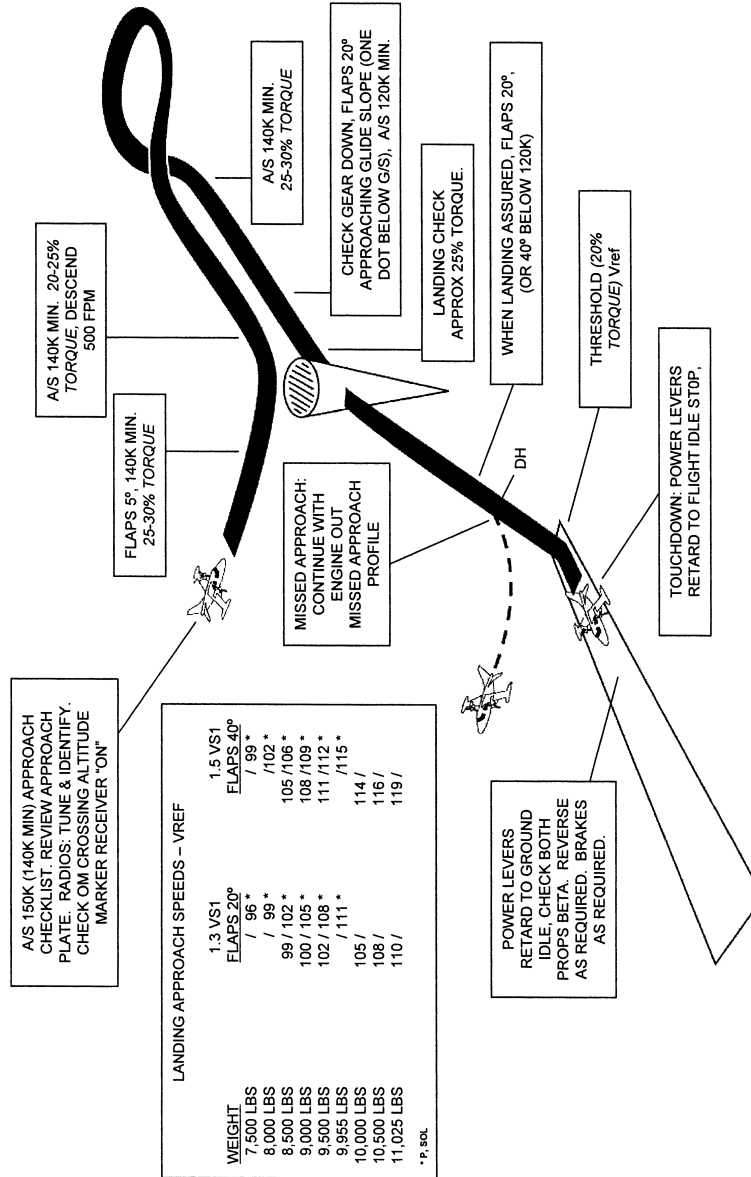 A/S 150K (140K MIN) APPROACH
CHECKLIST. REVIEW APPROACH
PLATE. RADIOS: TUNE & IDENTIFY.
CHECK OM CROSSING ALTITUDE
MARKER RECEIVER "ON"
FLAPS 5º, 140K MIN.
25-30% TORQUE
A/S 140K MIN. 20-25%
TORQUE, DESCEND
500 FPM
A/S 140K MIN.
25-30% TORQUE
CHECK GEAR DOWN, FLAPS 20º
APPROACHING GLIDE SLOPE (ONE
DOT BELOW G/S), A/S 120K MIN.
LANDING CHECK
APPROX 25% TORQUE.
WHEN LANDING ASSURED, FLAPS 20º,
(OR 40º BELOW 120K)
MISSED APPROACH:
CONTINUE WITH
ENGINE OUT
MISSED APPROACH
PROFILE
DH
THRESHOLD (20%
TORQUE) Vref
TOUCHDOWN: POWER LEVERS
RETARD TO FLIGHT IDLE STOP,
POWER LEVERS
RETARD TO GROUND
IDLE, CHECK BOTH
PROPS BETA. REVERSE
AS REQUIRED. BRAKES
AS REQUIRED.
LANDING APPROACH SPEEDS – VREF
1.3 VS1 1.5 VS1
WEIGHT FLAPS 20º FLAPS 40º
7,500 LBS / 96 * / 99 *
8,000 LBS / 99 * /102 *
8,500 LBS 99 / 102 * 105 /106 *
9,000 LBS 100 / 105 * 108 /109 *
9,500 LBS 102 / 108 * 111 /112 *
9,955 LBS / 111 * /115 *
10,000 LBS 105 / 114 /
10,500 LBS 108 / 116 /
11,025 LBS 110 / 119 /
* P, SOL